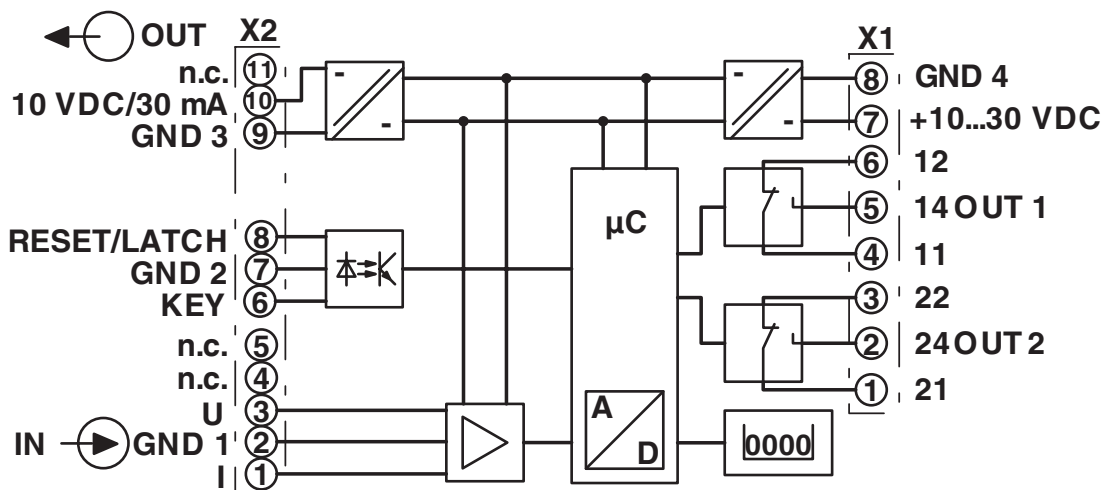 OUT X2 X1
n.c. 11 8 GND 4
10 VDC/30 mA 10 7 +10...30 VDC
GND 3 9
6 12
µC 5 14 OUT 1
RESET/LATCH 8 4 11
GND 2 7
KEY 6 3 22
n.c. 5 2 24 OUT 2
n.c. 4
1 21
U 3
A
IN GND 1 2 D 0000
I 1